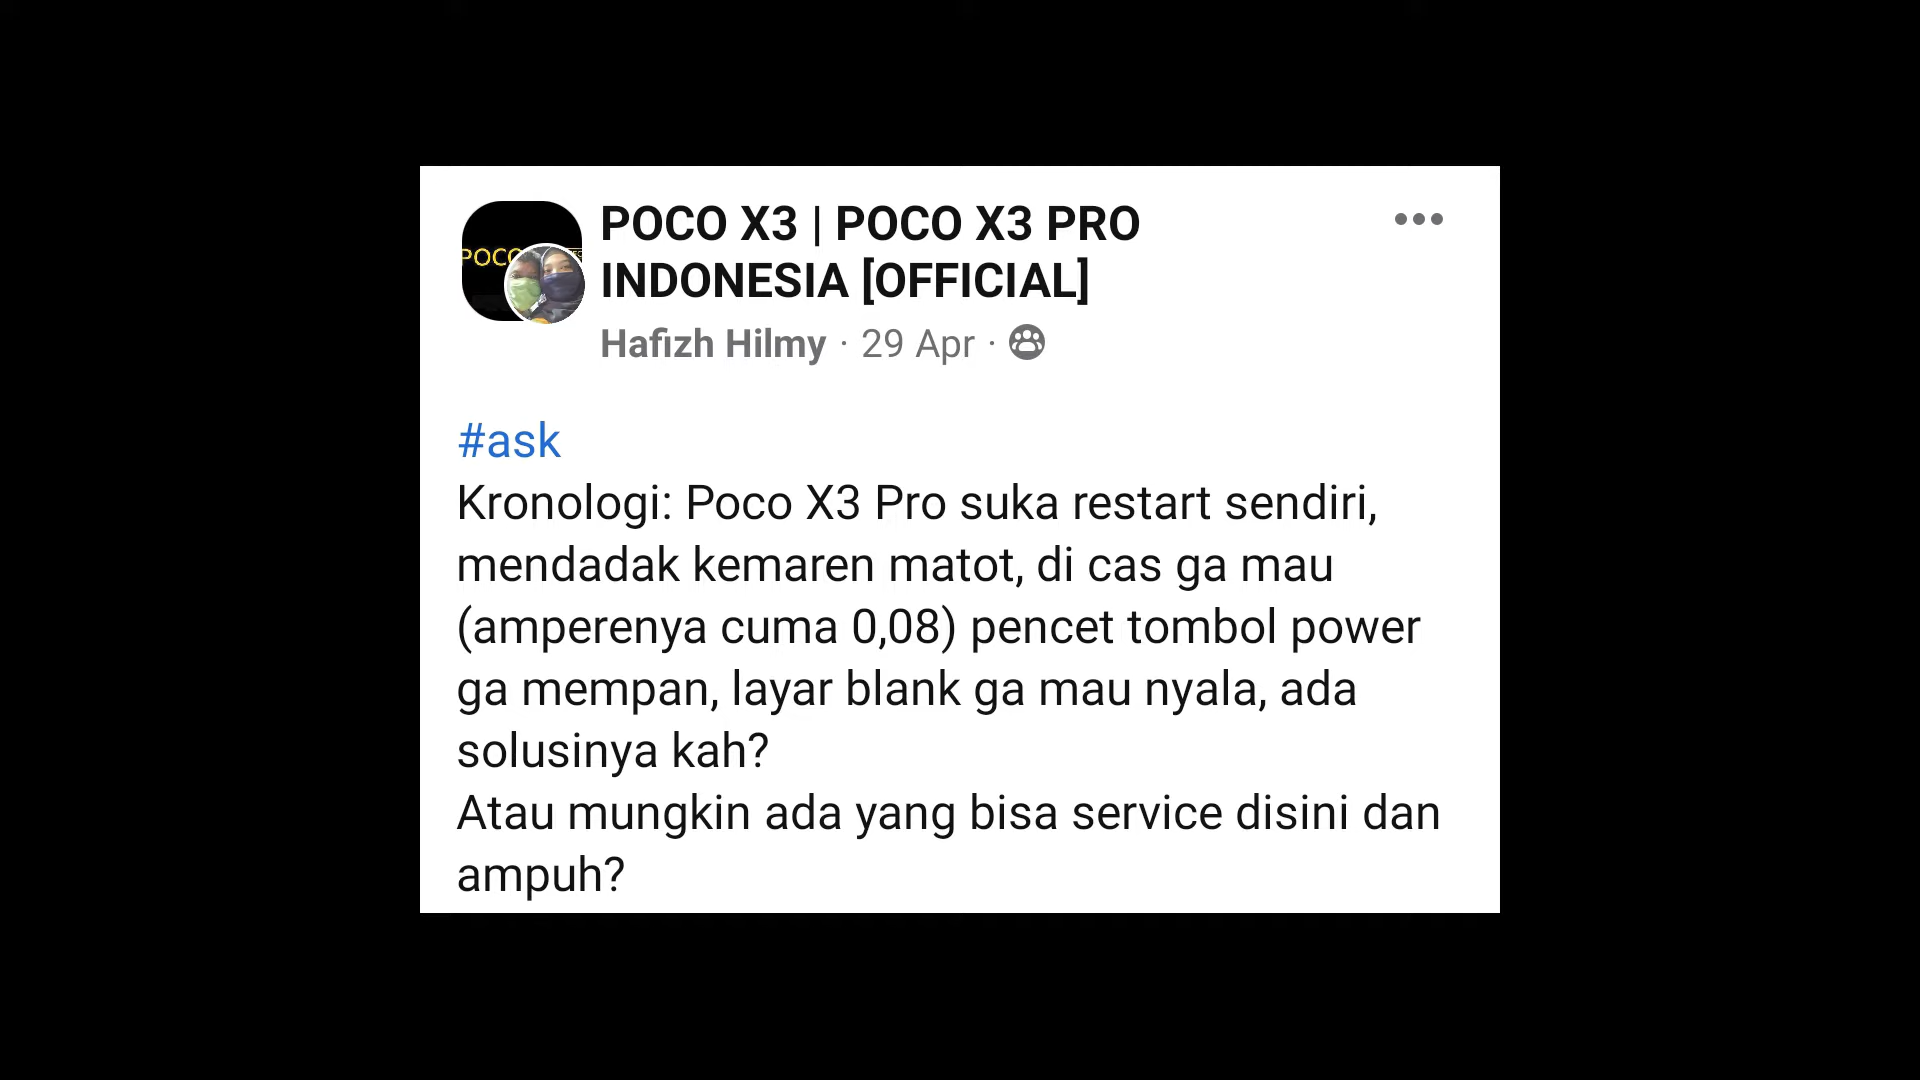 POCO X3 | POCO X3 PRO
INDONESIA [OFFICIAL]
Hafizh Hilmy · 29 Apr ·
#ask
Kronologi: Poco X3 Pro suka restart sendiri,
mendadak kemaren matot, di cas ga mau
(amperenya cuma 0,08) pencet tombol power
ga mempan, layar blank ga mau nyala, ada
solusinya kah?
Atau mungkin ada yang bisa service disini dan
ampuh?